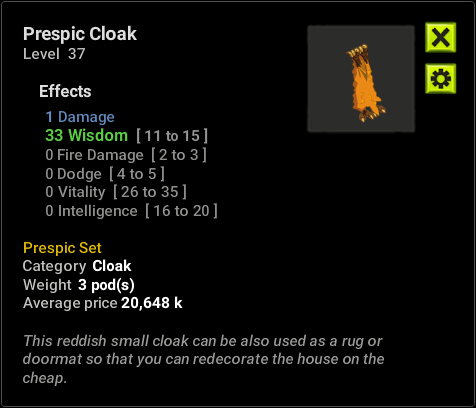 Prespic Cloak
Level 37
Effects
1 Damage
33 Wisdom [ 11 to 15 ]
0 Fire Damage [ 2 to 3 ]
0 Dodge [ 4 to 5 ]
0 Vitality [ 26 to 35 ]
0 Intelligence [ 16 to 20 ]
Prespic Set
Category Cloak
Weight 3 pod(s)
Average price 20,648 k
This reddish small cloak can be also used as a rug or
doormat so that you can redecorate the house on the
cheap.